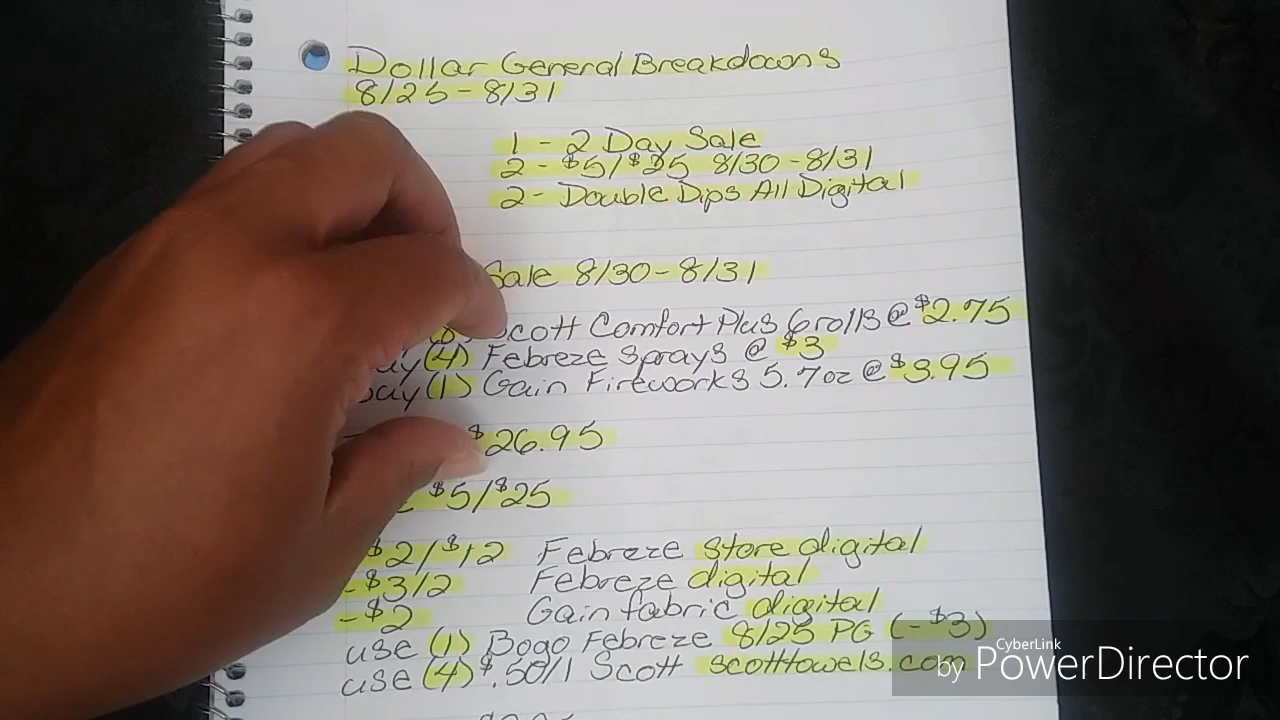 Dollar General Breakdowns
8/25 - 8/31
1 - 2 Day Sale
2 - $5/$25 8/30 - 8/31
2 - Double Dips All Digital
Sale 8/30 - 8/31
Scott Comfort Plus 6 rolls @ $2.75
(4) Febreze Sprays @ $3
buy (1) Gain Fireworks 5.7oz @ $3.95
$26.95
$5/$25
$2/$12 Febreze store digital
-$3/2 Febreze digital
-$2 Gain fabric digital
use (1) Bogo Febreze 8/25 PG (-$3)
use (4) $.50/1 Scott scotttowels.com
CyberLink
by PowerDirector